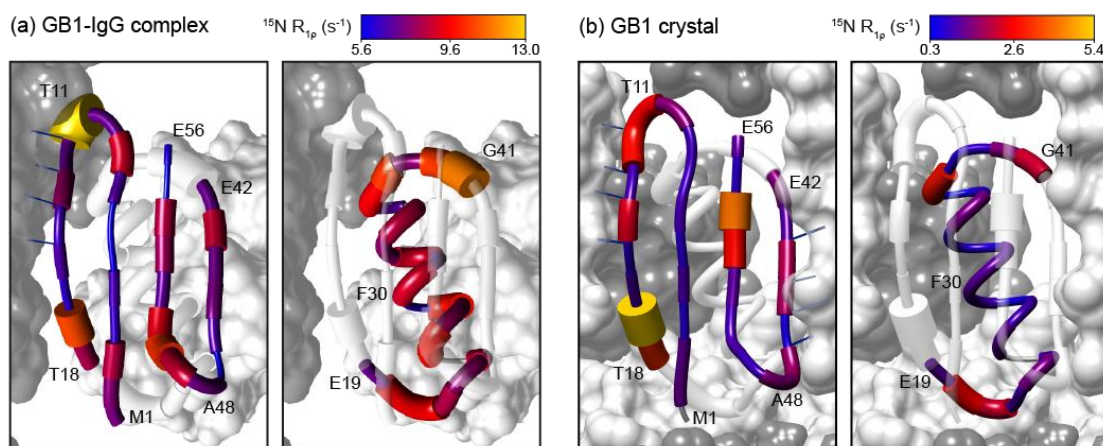 (a) GB1-IgG complex
¹⁵N R₁ρ (s⁻¹)
5.6 9.6 13.0
T11
E56
E42
T18
M1
A48
G41
F30
E19
(b) GB1 crystal
¹⁵N R₁ρ (s⁻¹)
0.3 2.6 5.4
T11
E56
E42
T18
M1
A48
G41
F30
E19